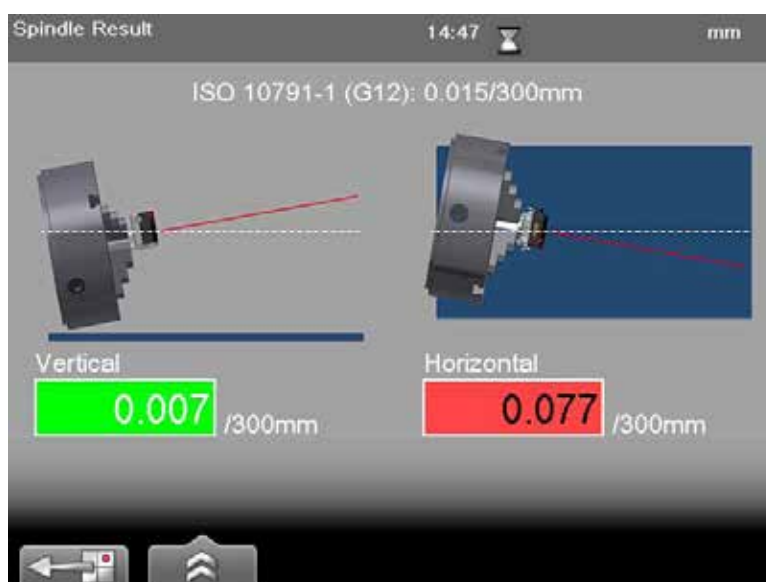 Spindle Result 14:47 mm
ISO 10791-1 (G12): 0.015/300mm
Vertical Horizontal
0.007 /300mm 0.077 /300mm